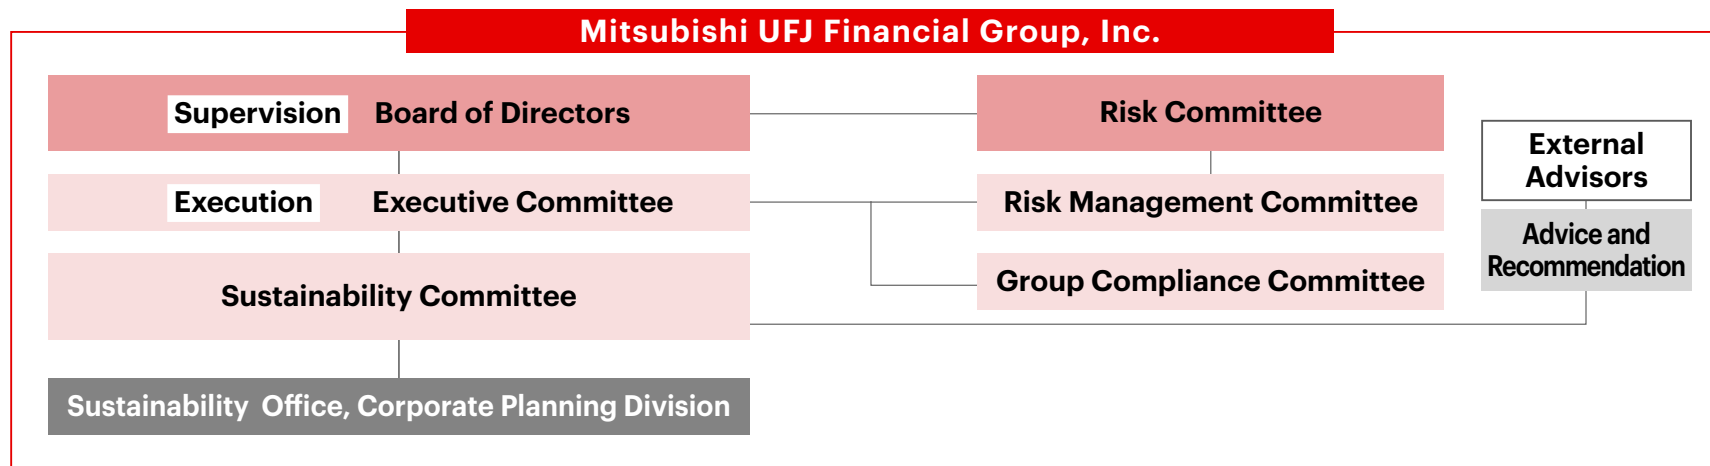 Mitsubishi UFJ Financial Group, Inc.
Supervision Board of Directors
Risk Committee
External
Advisors
Execution Executive Committee
Risk Management Committee
Advice and
Recommendation
Sustainability Committee
Group Compliance Committee
Sustainability Office, Corporate Planning Division